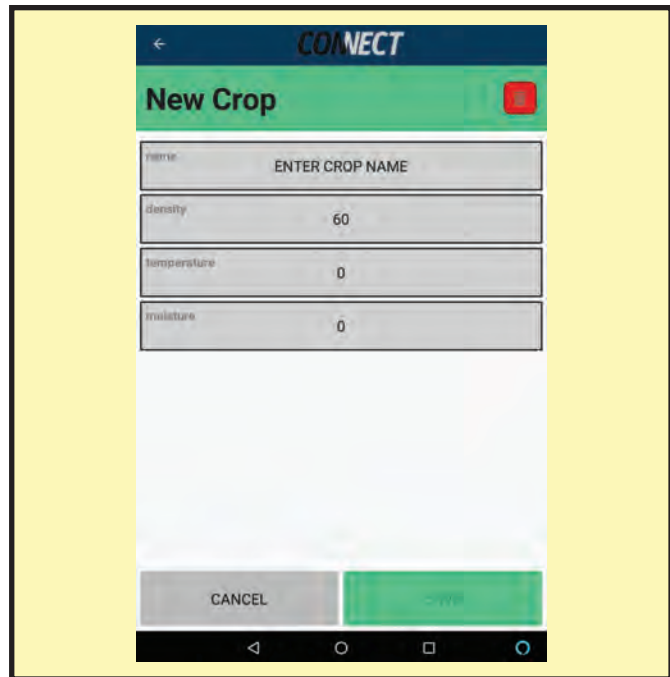 CONNECT
New Crop
name
ENTER CROP NAME
density
60
temperature
0
moisture
0
CANCEL